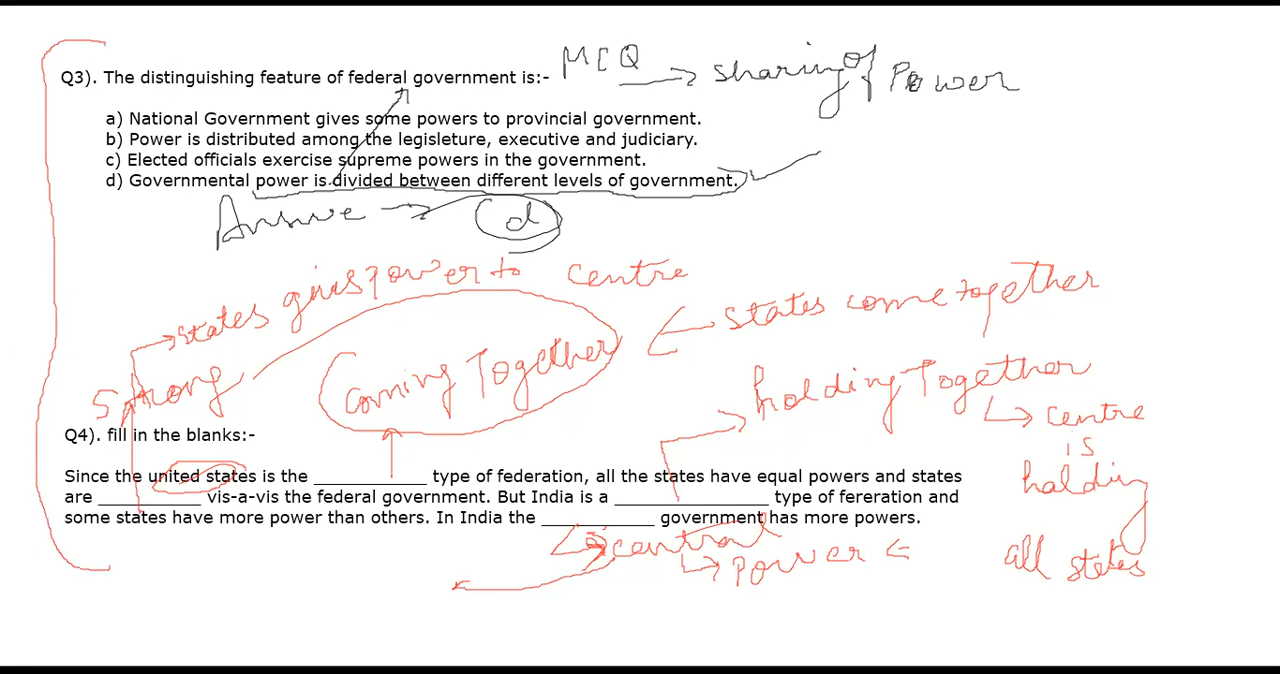 MCQ → sharing of Power
Q3). The distinguishing feature of federal government is:-
a) National Government gives some powers to provincial government.
b) Power is distributed among the legisleture, executive and judiciary.
c) Elected officials exercise supreme powers in the government.
d) Governmental power is divided between different levels of government.
Answe → d
states gives power to centre
← states come together
Strong
Coming Together
holding Together
↳ centre
is
holding
all states
Q4). fill in the blanks:-
Since the united states is the ____________ type of federation, all the states have equal powers and states
are ___________ vis-a-vis the federal government. But India is a ________________ type of fereration and
some states have more power than others. In India the ____________ government has more powers.
central
↳ power ←